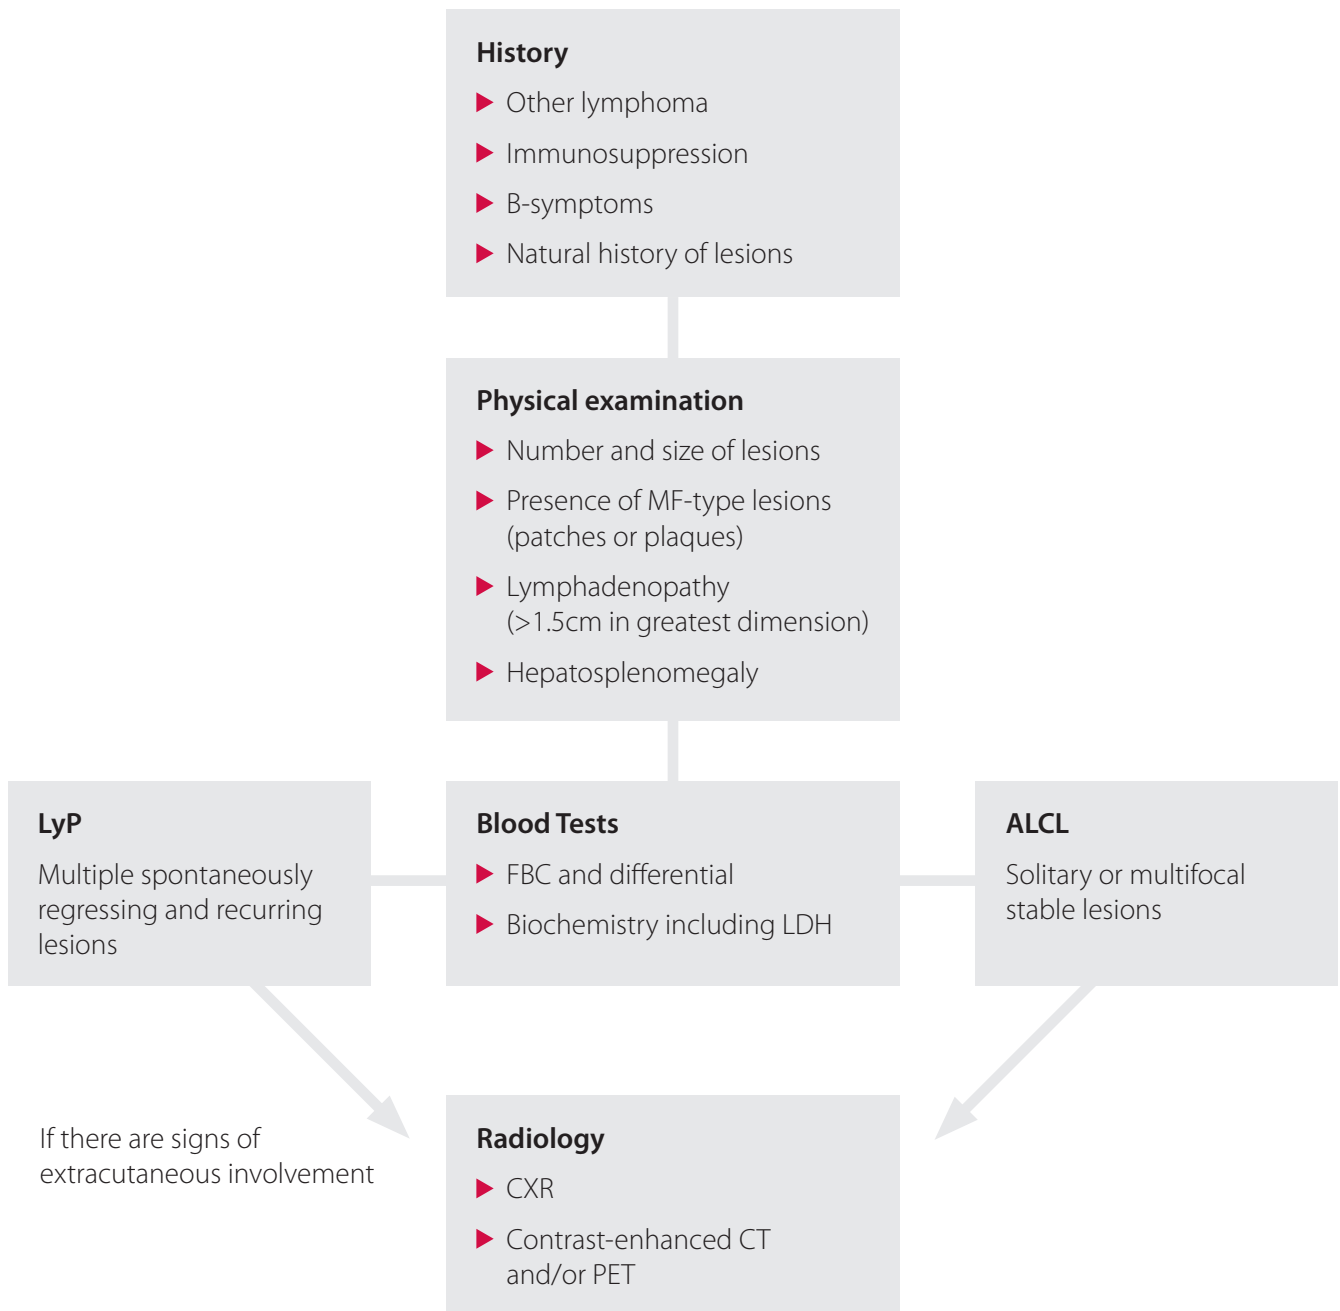 History
▶ Other lymphoma
▶ Immunosuppression
▶ B-symptoms
▶ Natural history of lesions
Physical examination
▶ Number and size of lesions
▶ Presence of MF-type lesions
(patches or plaques)
▶ Lymphadenopathy
(>1.5cm in greatest dimension)
▶ Hepatosplenomegaly
LyP
Multiple spontaneously
regressing and recurring
lesions
Blood Tests
▶ FBC and differential
▶ Biochemistry including LDH
ALCL
Solitary or multifocal
stable lesions
If there are signs of
extracutaneous involvement
Radiology
▶ CXR
▶ Contrast-enhanced CT
and/or PET